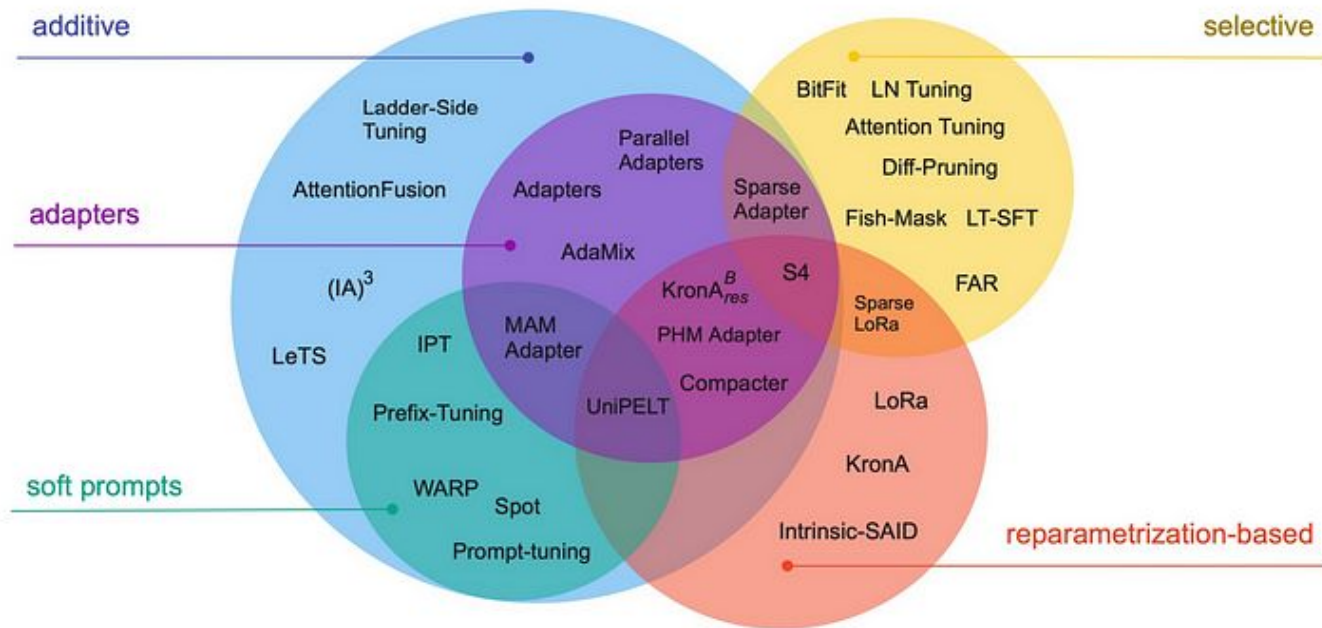 additive
selective
BitFit LN Tuning
Ladder-Side
Tuning
Attention Tuning
Parallel
Adapters
Diff-Pruning
AttentionFusion
Adapters
Sparse
Adapter
adapters
Fish-Mask LT-SFT
AdaMix
(IA)³
KronA^B_res
S4
FAR
Sparse
LoRa
MAM
Adapter
PHM Adapter
IPT
LeTS
Compacter
UniPELT
LoRa
Prefix-Tuning
KronA
soft prompts
WARP
Spot
Intrinsic-SAID
reparametrization-based
Prompt-tuning